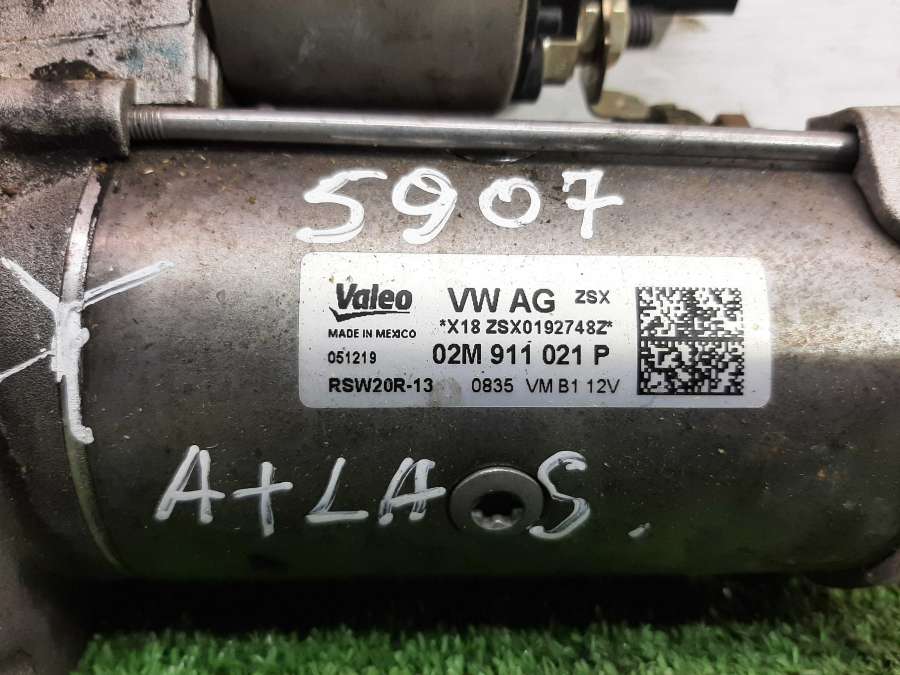 5907
Valeo VW AG ZSX
MADE IN MEXICO *X18 ZSX0192748Z*
051219 02M 911 021 P
RSW20R-13 0835 VM B1 12V
A+LAS.